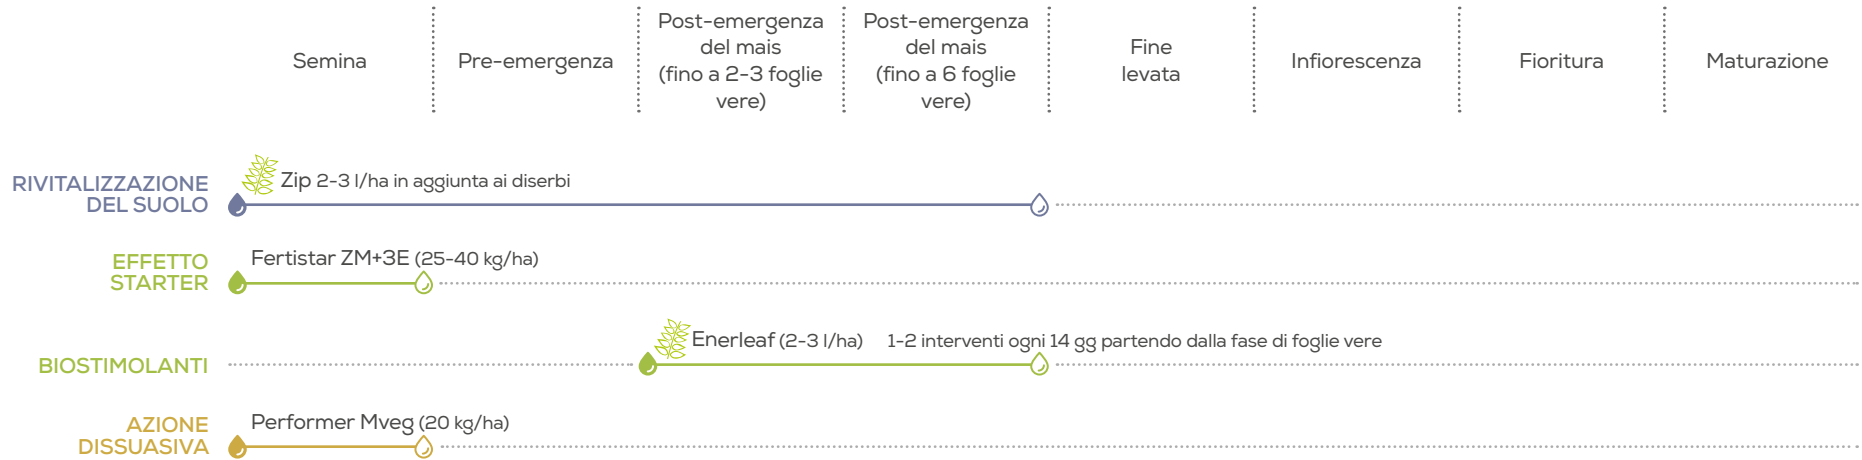 Semina
Pre-emergenza
Post-emergenza
del mais
(fino a 2-3 foglie
vere)
Post-emergenza
del mais
(fino a 6 foglie
vere)
Fine
levata
Infiorescenza
Fioritura
Maturazione
RIVITALIZZAZIONE
DEL SUOLO
Zip 2-3 l/ha in aggiunta ai diserbi
EFFETTO
STARTER
Fertistar ZM+3E (25-40 kg/ha)
BIOSTIMOLANTI
Enerleaf (2-3 l/ha) 1-2 interventi ogni 14 gg partendo dalla fase di foglie vere
AZIONE
DISSUASIVA
Performer Mveg (20 kg/ha)